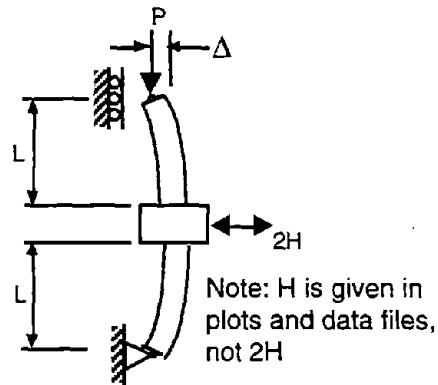 P
Δ
L
2H
L
Note: H is given in
plots and data files,
not 2H